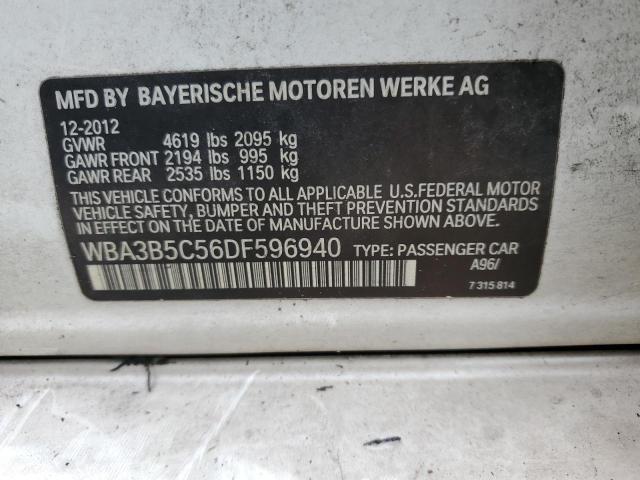 MFD BY BAYERISCHE MOTOREN WERKE AG
12-2012
GVWR 4619 lbs 2095 kg
GAWR FRONT 2194 lbs 995 kg
GAWR REAR 2535 lbs 1150 kg
THIS VEHICLE CONFORMS TO ALL APPLICABLE U.S.FEDERAL MOTOR
VEHICLE SAFETY, BUMPER, AND THEFT PREVENTION STANDARDS
IN EFFECT ON THE DATE OF MANUFACTURE SHOWN ABOVE.
WBA3B5C56DF596940 TYPE: PASSENGER CAR
A96/
7 315 814